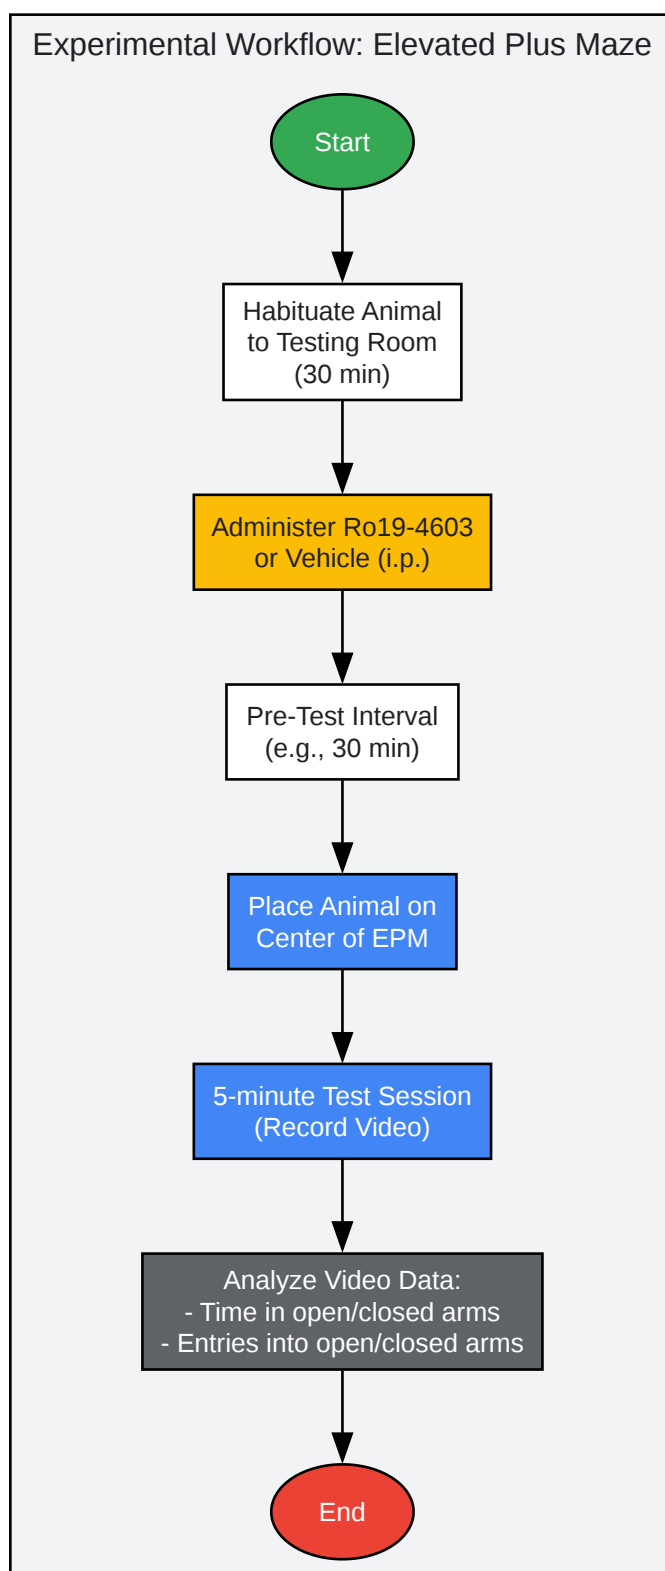 Experimental Workflow: Elevated Plus Maze
Start
Habituate Animal
to Testing Room
(30 min)
Administer Ro19-4603
or Vehicle (i.p.)
Pre-Test Interval
(e.g., 30 min)
Place Animal on
Center of EPM
5-minute Test Session
(Record Video)
Analyze Video Data:
- Time in open/closed arms
- Entries into open/closed arms
End